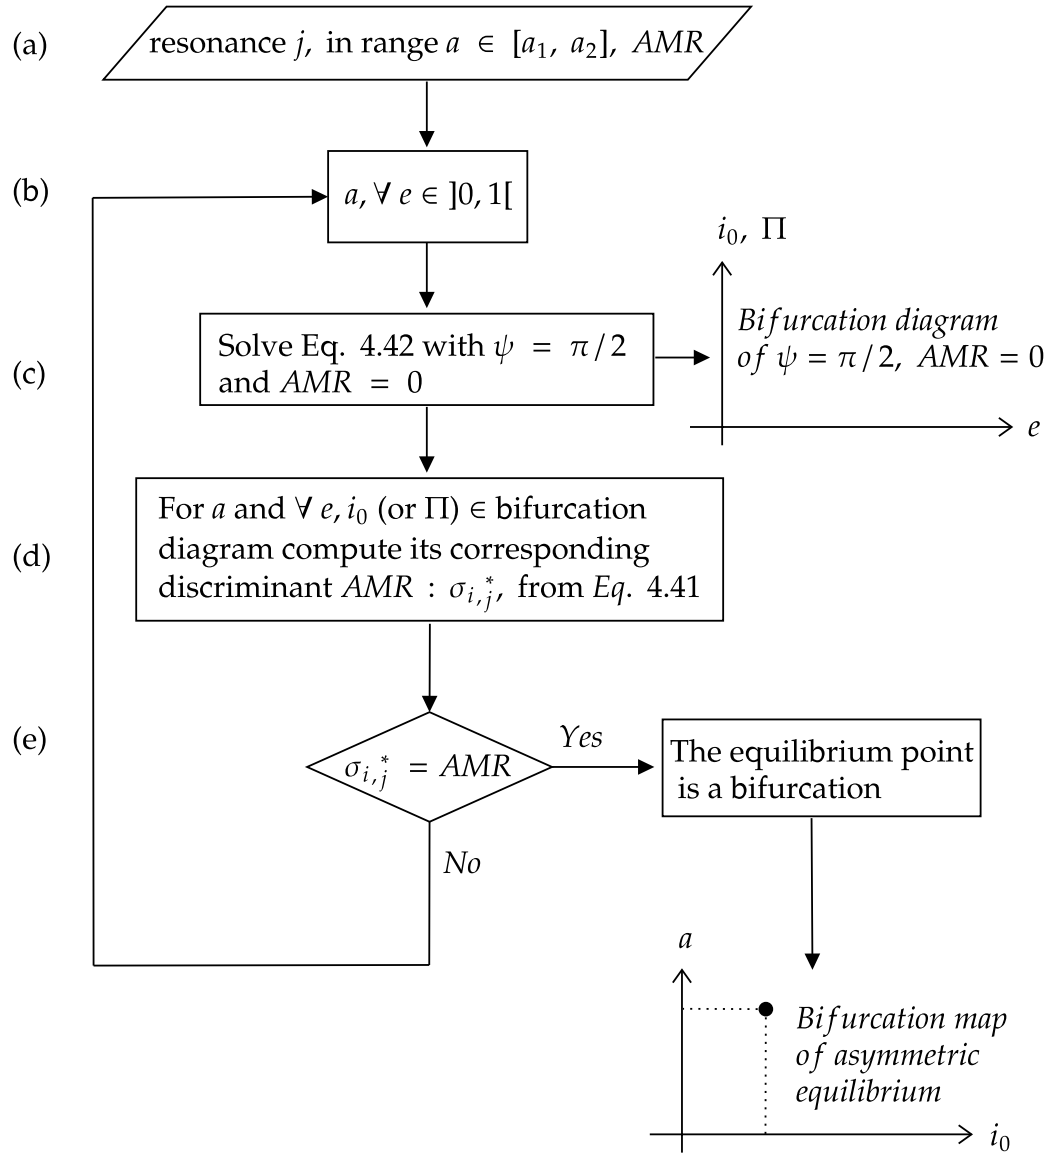 (a)
resonance j, in range a ∈ [a₁, a₂], AMR
(b)
a, ∀ e ∈ ]0, 1[
i₀, Π
(c)
Solve Eq. 4.42 with ψ = π/2
and AMR = 0
Bifurcation diagram
of ψ = π/2, AMR = 0
e
(d)
For a and ∀ e, i₀ (or Π) ∈ bifurcation
diagram compute its corresponding
discriminant AMR : σᵢ,ⱼ*, from Eq. 4.41
(e)
σᵢ,ⱼ* = AMR
Yes
The equilibrium point
is a bifurcation
No
a
Bifurcation map
of asymmetric
equilibrium
i₀